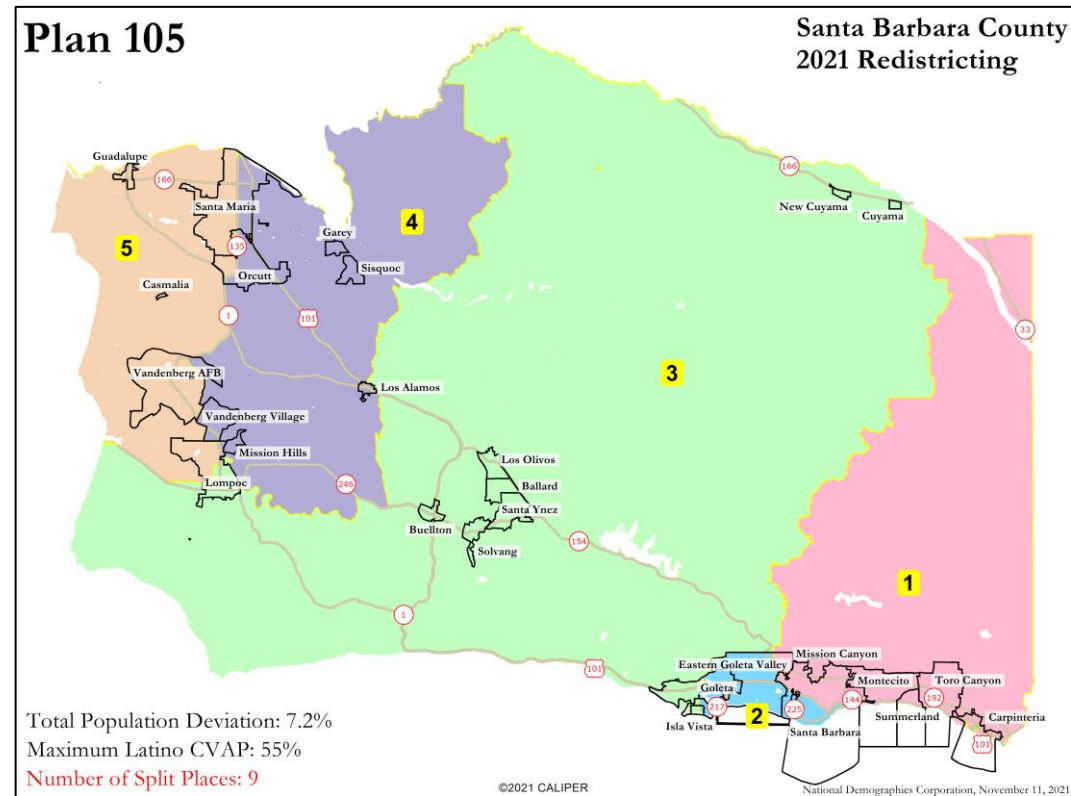 Plan 105
Santa Barbara County
2021 Redistricting
Guadalupe
166
Santa Maria
5
135
Orcutt
Casmalia
1
101
Garey
4
Sisquoc
166
New Cuyama
Cuyama
33
3
Vandenberg AFB
Vandenberg Village
Mission Hills
Lompoc
246
Los Alamos
Los Olivos
Ballard
Santa Ynez
Buellton
Solvang
154
1
1
101
Mission Canyon
Eastern Goleta Valley
Montecito
Toro Canyon
Goleta
217
2
225
144
192
Isla Vista
Santa Barbara
Summerland
Carpinteria
101
Total Population Deviation: 7.2%
Maximum Latino CVAP: 55%
Number of Split Places: 9
©2021 CALIPER
National Demographics Corporation, November 11, 2021